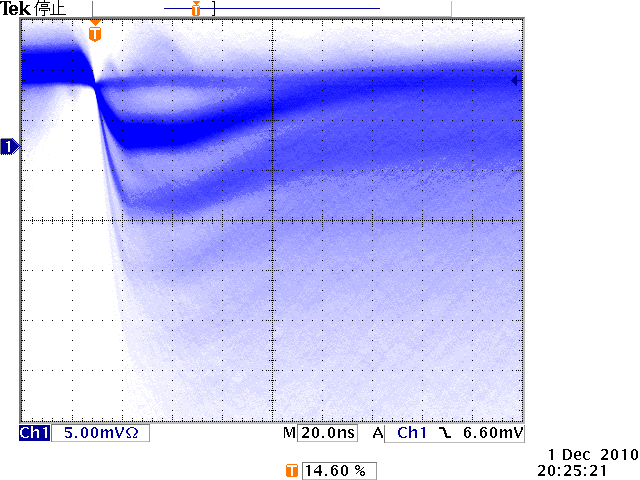 Tek 停止
T
]
T
1
Ch1 5.00mVΩ M 20.0ns A Ch1 6.60mV
T 14.60 %
1 Dec 2010
20:25:21